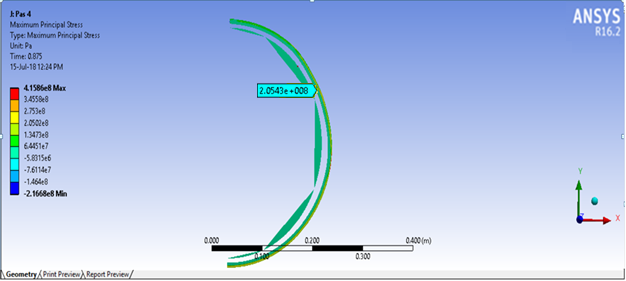 J: Pas 4
Maximum Principal Stress
Type: Maximum Principal Stress
Unit: Pa
Time: 0.875
15-Jul-18 12:24 PM
4.1586e8 Max
3.4558e8
2.753e8
2.0502e8
1.3473e8
6.4451e7
-5.8315e6
-7.6114e7
-1.464e8
-2.1668e8 Min
ANSYS
R16.2
2.0543e+008
0.000
0.200
0.400 (m)
0.100
0.300
Y
X
Geometry Print Preview Report Preview